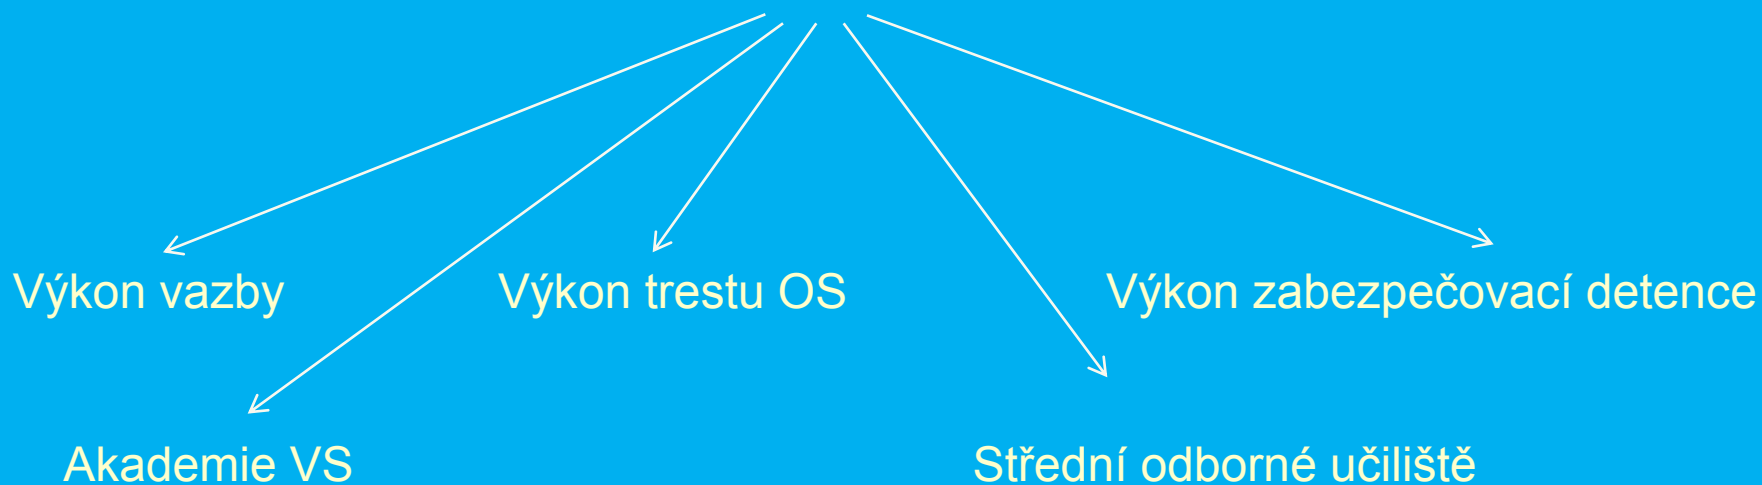 Výkon vazby
Výkon trestu OS
Výkon zabezpečovací detence
Akademie VS
Střední odborné učiliště